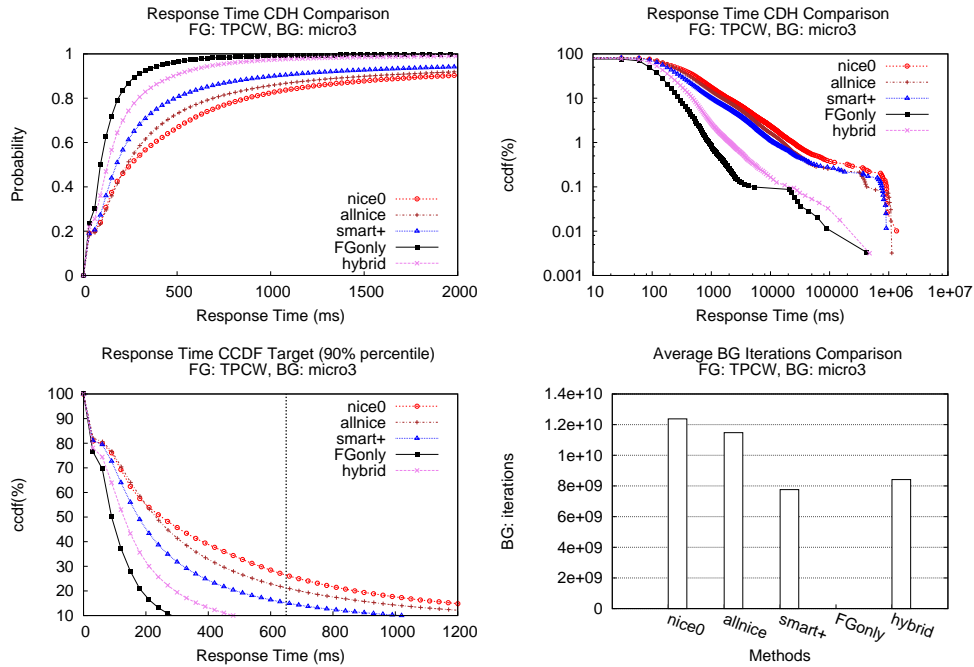 Response Time CDH Comparison
FG: TPCW, BG: micro3
1
0.8
0.6
0.4
0.2
0
Probability
nice0
allnice
smart+
FGonly
hybrid
0
500
1000
1500
2000
Response Time (ms)
Response Time CDH Comparison
FG: TPCW, BG: micro3
100
10
1
0.1
0.01
0.001
ccdf(%)
nice0
allnice
smart+
FGonly
hybrid
10
100
1000
10000
100000
1e+06
1e+07
Response Time (ms)
Response Time CCDF Target (90% percentile)
FG: TPCW, BG: micro3
100
90
80
70
60
50
40
30
20
10
ccdf(%)
nice0
allnice
smart+
FGonly
hybrid
0
200
400
600
800
1000
1200
Response Time (ms)
Average BG Iterations Comparison
FG: TPCW, BG: micro3
1.4e+10
1.2e+10
1e+10
8e+09
6e+09
4e+09
2e+09
0
BG: iterations
nice0
allnice
smart+
FGonly
hybrid
Methods